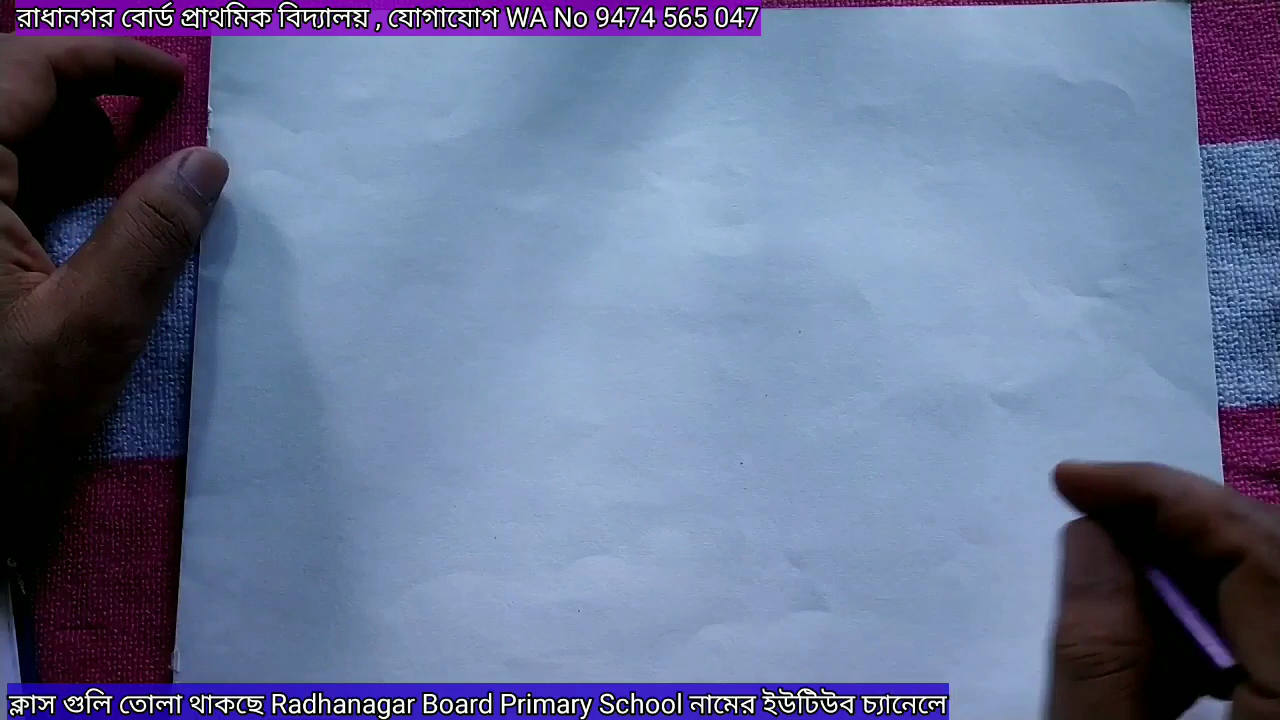 রাধানগর বোর্ড প্রাথমিক বিদ্যালয় , যোগাযোগ WA No 9474 565 047
ক্লাস গুলি তোলা থাকছে Radhanagar Board Primary School নামের ইউটিউব চ্যানেলে